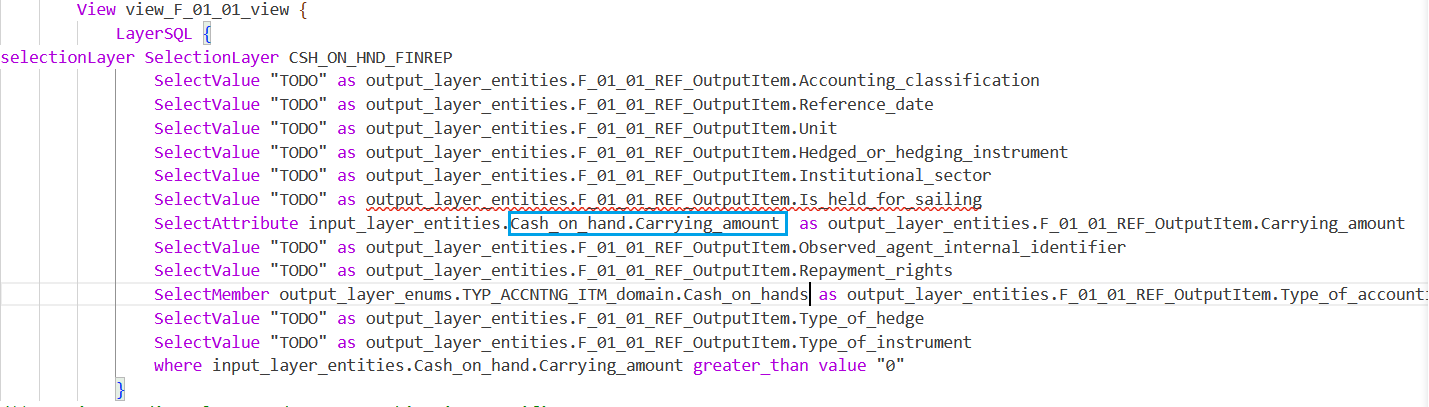 View view_F_01_01_view {
LayerSQL {
selectionLayer SelectionLayer CSH_ON_HND_FINREP
SelectValue "TODO" as output_layer_entities.F_01_01_REF_OutputItem.Accounting_classification
SelectValue "TODO" as output_layer_entities.F_01_01_REF_OutputItem.Reference_date
SelectValue "TODO" as output_layer_entities.F_01_01_REF_OutputItem.Unit
SelectValue "TODO" as output_layer_entities.F_01_01_REF_OutputItem.Hedged_or_hedging_instrument
SelectValue "TODO" as output_layer_entities.F_01_01_REF_OutputItem.Institutional_sector
SelectValue "TODO" as output_layer_entities.F_01_01_REF_OutputItem.Is_held_for_sailing
SelectAttribute input_layer_entities.Cash_on_hand.Carrying_amount as output_layer_entities.F_01_01_REF_OutputItem.Carrying_amount
SelectValue "TODO" as output_layer_entities.F_01_01_REF_OutputItem.Observed_agent_internal_identifier
SelectValue "TODO" as output_layer_entities.F_01_01_REF_OutputItem.Repayment_rights
SelectMember output_layer_enums.TYP_ACCNTNG_ITM_domain.Cash_on_hands as output_layer_entities.F_01_01_REF_OutputItem.Type_of_accounti
SelectValue "TODO" as output_layer_entities.F_01_01_REF_OutputItem.Type_of_hedge
SelectValue "TODO" as output_layer_entities.F_01_01_REF_OutputItem.Type_of_instrument
where input_layer_entities.Cash_on_hand.Carrying_amount greater_than value "0"
}